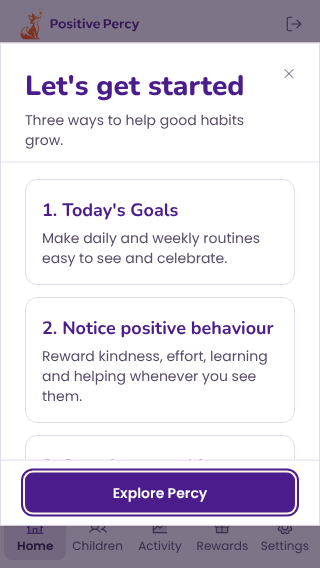 Positive Percy
Let's get started
Three ways to help good habits
grow.
1. Today's Goals
Make daily and weekly routines
easy to see and celebrate.
2. Notice positive behaviour
Reward kindness, effort, learning
and helping whenever you see
them.
Explore Percy
Home Children Activity Rewards Settings